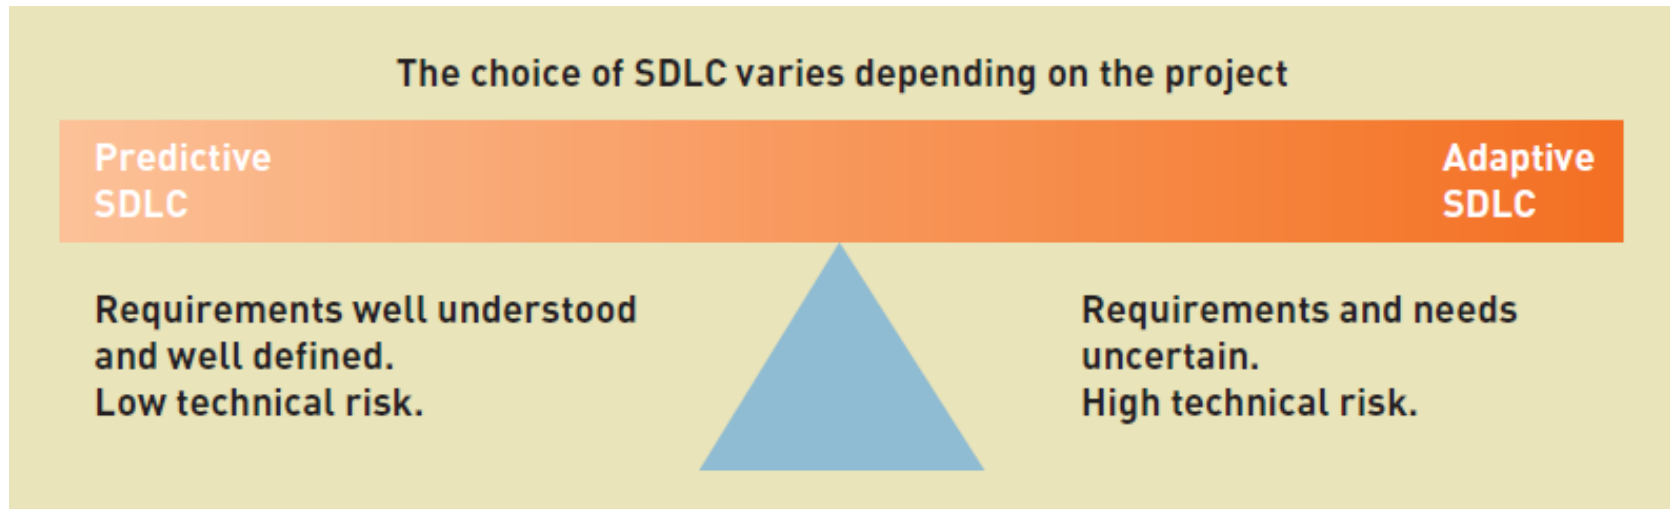 The choice of SDLC varies depending on the project
Predictive
SDLC
Adaptive
SDLC
Requirements well understood
and well defined.
Low technical risk.
Requirements and needs
uncertain.
High technical risk.